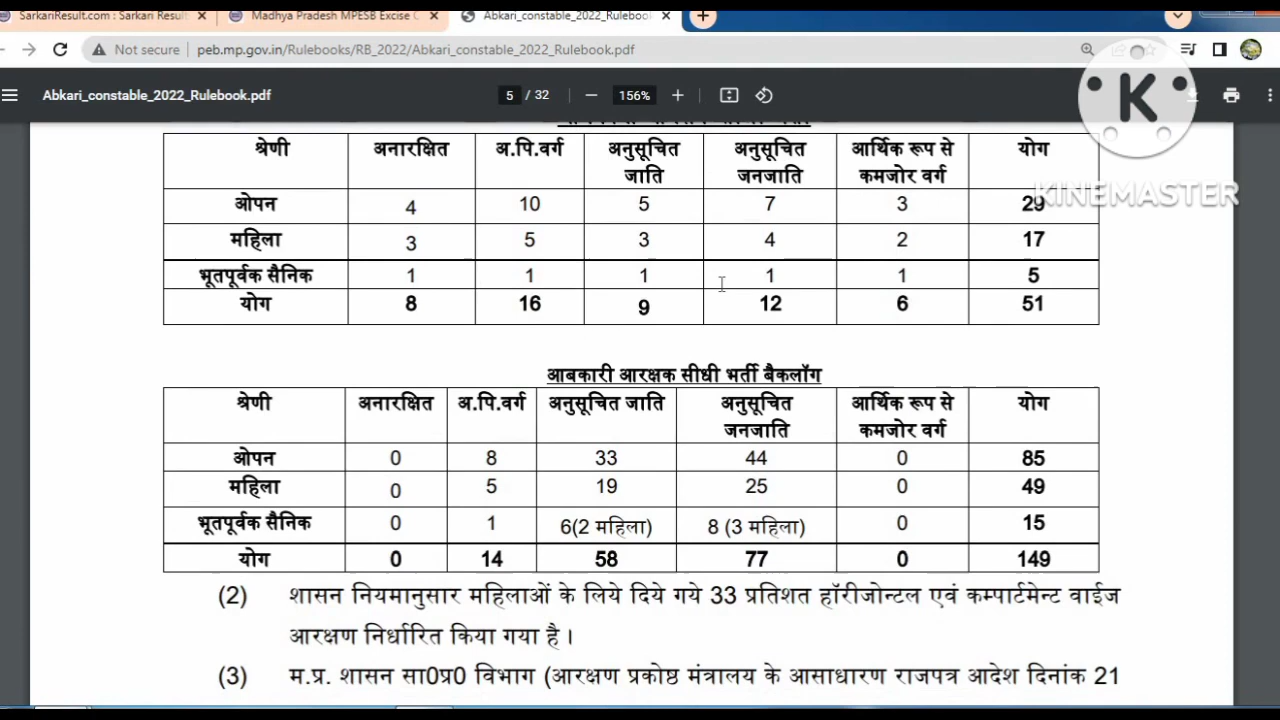 SarkariResult.com : Sarkari Result
Madhya Pradesh MPESB Excise C
Abkari_constable_2022_Rulebook.p
Not secure peb.mp.gov.in/Rulebooks/RB_2022/Abkari_constable_2022_Rulebook.pdf
Abkari_constable_2022_Rulebook.pdf 5 / 32 156%
K
KINEMASTER
श्रेणी अनारक्षित अ.पि.वर्ग अनुसूचित जाति अनुसूचित जनजाति आर्थिक रूप से कमजोर वर्ग योग
ओपन 4 10 5 7 3 29
महिला 3 5 3 4 2 17
भूतपूर्वक सैनिक 1 1 1 1 1 5
योग 8 16 9 12 6 51
आबकारी आरक्षक सीधी भर्ती बैकलॉग
श्रेणी अनारक्षित अ.पि.वर्ग अनुसूचित जाति अनुसूचित जनजाति आर्थिक रूप से कमजोर वर्ग योग
ओपन 0 8 33 44 0 85
महिला 0 5 19 25 0 49
भूतपूर्वक सैनिक 0 1 6(2 महिला) 8 (3 महिला) 0 15
योग 0 14 58 77 0 149
(2) शासन नियमानुसार महिलाओं के लिये दिये गये 33 प्रतिशत हॉरीजोन्टल एवं कम्पार्टमेन्ट वाईज
आरक्षण निर्धारित किया गया है।
(3) म.प्र. शासन सा0प्र0 विभाग (आरक्षण प्रकोष्ठ मंत्रालय के आसाधारण राजपत्र आदेश दिनांक 21